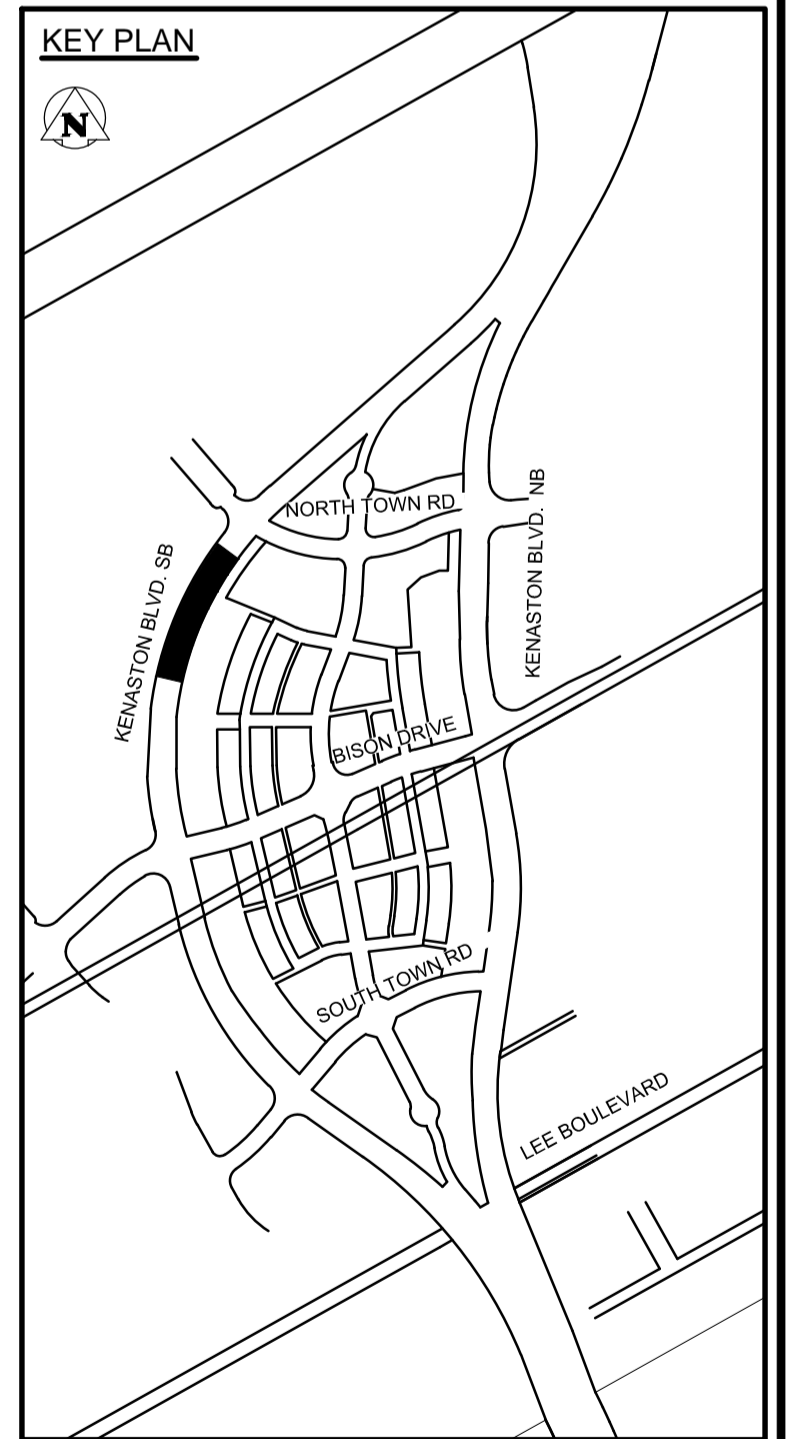 KEY PLAN
N
NORTH TOWN RD
KENASTON BLVD. NB
KENASTON BLVD. SB
BISON DRIVE
SOUTH TOWN RD
LEE BOULEVARD